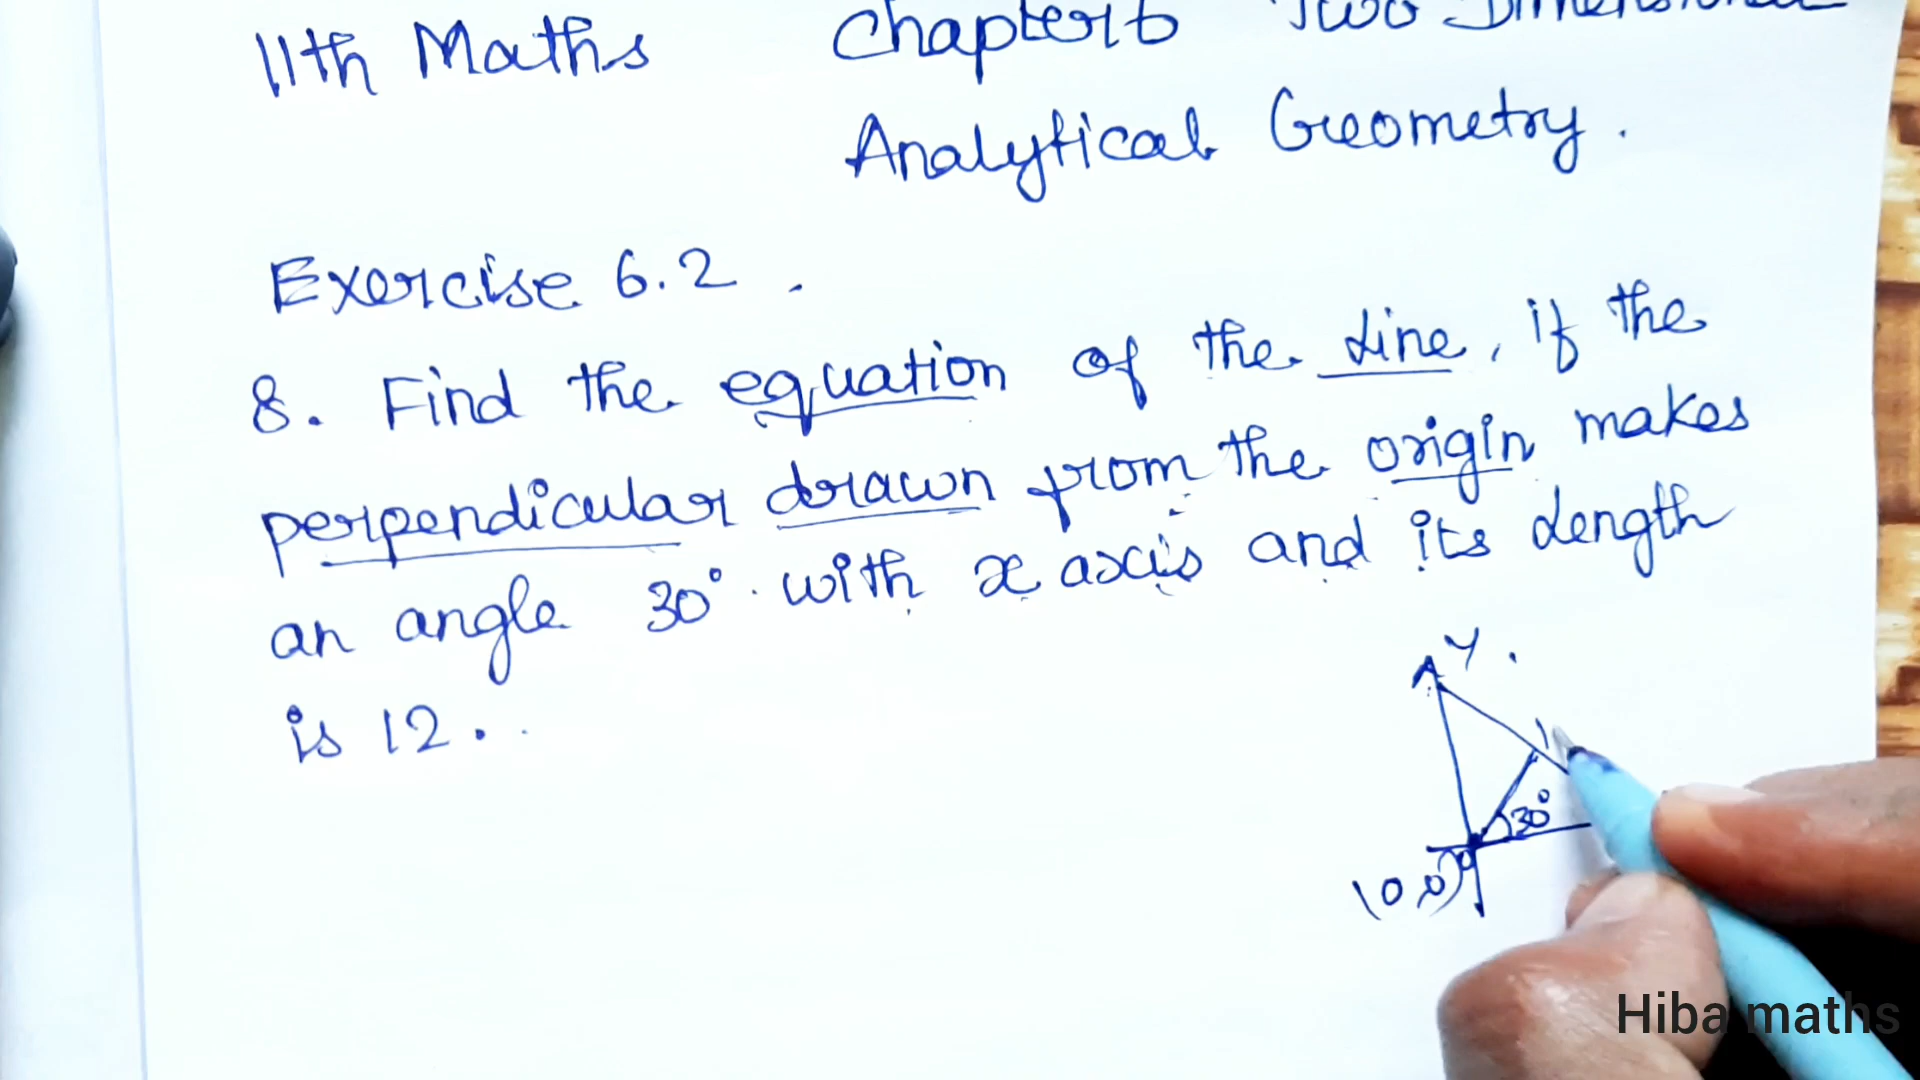 11th Maths Chapter 6 Two Dimensional
Analytical Geometry.
Exercise 6.2.
8. Find the equation of the line, if the
perpendicular drawn from the origin makes
an angle 30° with x axis and its length
is 12.
Y
30°
(0,0)
Hiba maths